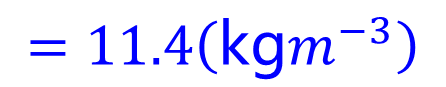 = 11.4(kgm⁻³)